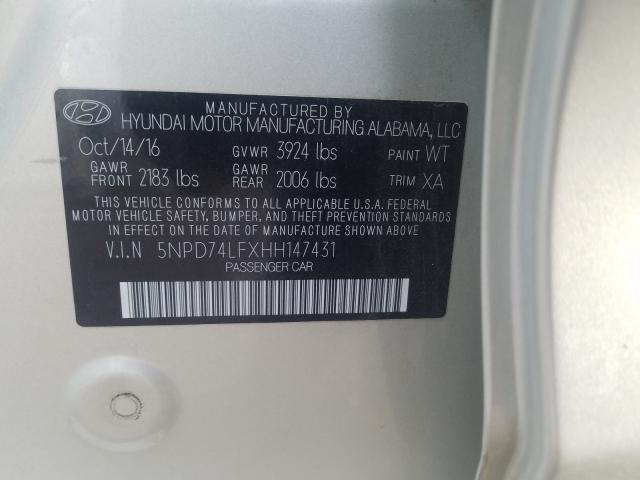 MANUFACTURED BY
HYUNDAI MOTOR MANUFACTURING ALABAMA, LLC
Oct/14/16 GVWR 3924 lbs PAINT WT
GAWR FRONT 2183 lbs GAWR REAR 2006 lbs TRIM XA
THIS VEHICLE CONFORMS TO ALL APPLICABLE U.S.A. FEDERAL
MOTOR VEHICLE SAFETY, BUMPER, AND THEFT PREVENTION STANDARDS
IN EFFECT ON THE DATE OF MANUFACTURE SHOWN ABOVE.
V.I.N 5NPD74LFXHH147431
PASSENGER CAR